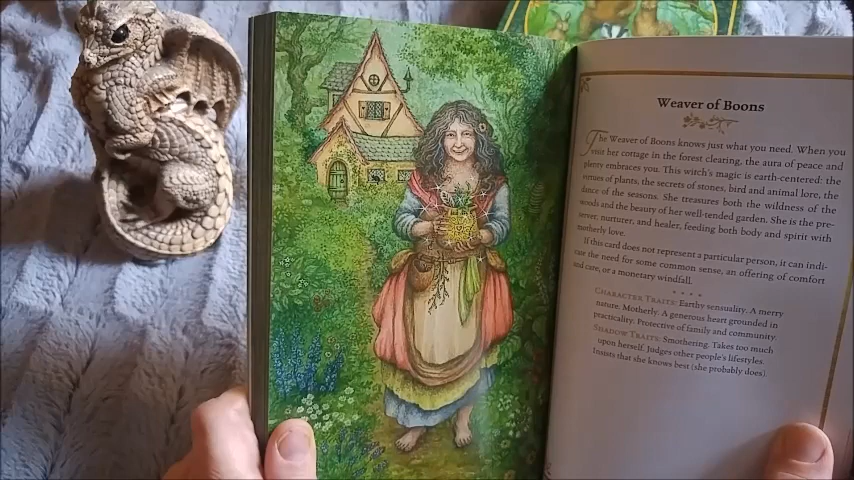 Weaver of Boons
The Weaver of Boons knows just what you need. When you
visit her cottage in the forest clearing, the aura of peace and
plenty embraces you. This witch's magic is earth-centered: the
virtues of plants, the secrets of stones, bird and animal lore, the
dance of the seasons. She treasures both the wildness of the
woods and the beauty of her well-tended garden. She is the pre-
server, nurturer, and healer, feeding both body and spirit with
motherly love.
If this card does not represent a particular person, it can indi-
cate the need for some common sense, an offering of comfort
and care, or a monetary windfall.
Character Traits: Earthy sensuality. A merry
nature. Motherly. A generous heart grounded in
practicality. Protective of family and community.
Shadow Traits: Smothering. Takes too much
upon herself. Judges other people's lifestyles.
Insists that she knows best (she probably does).